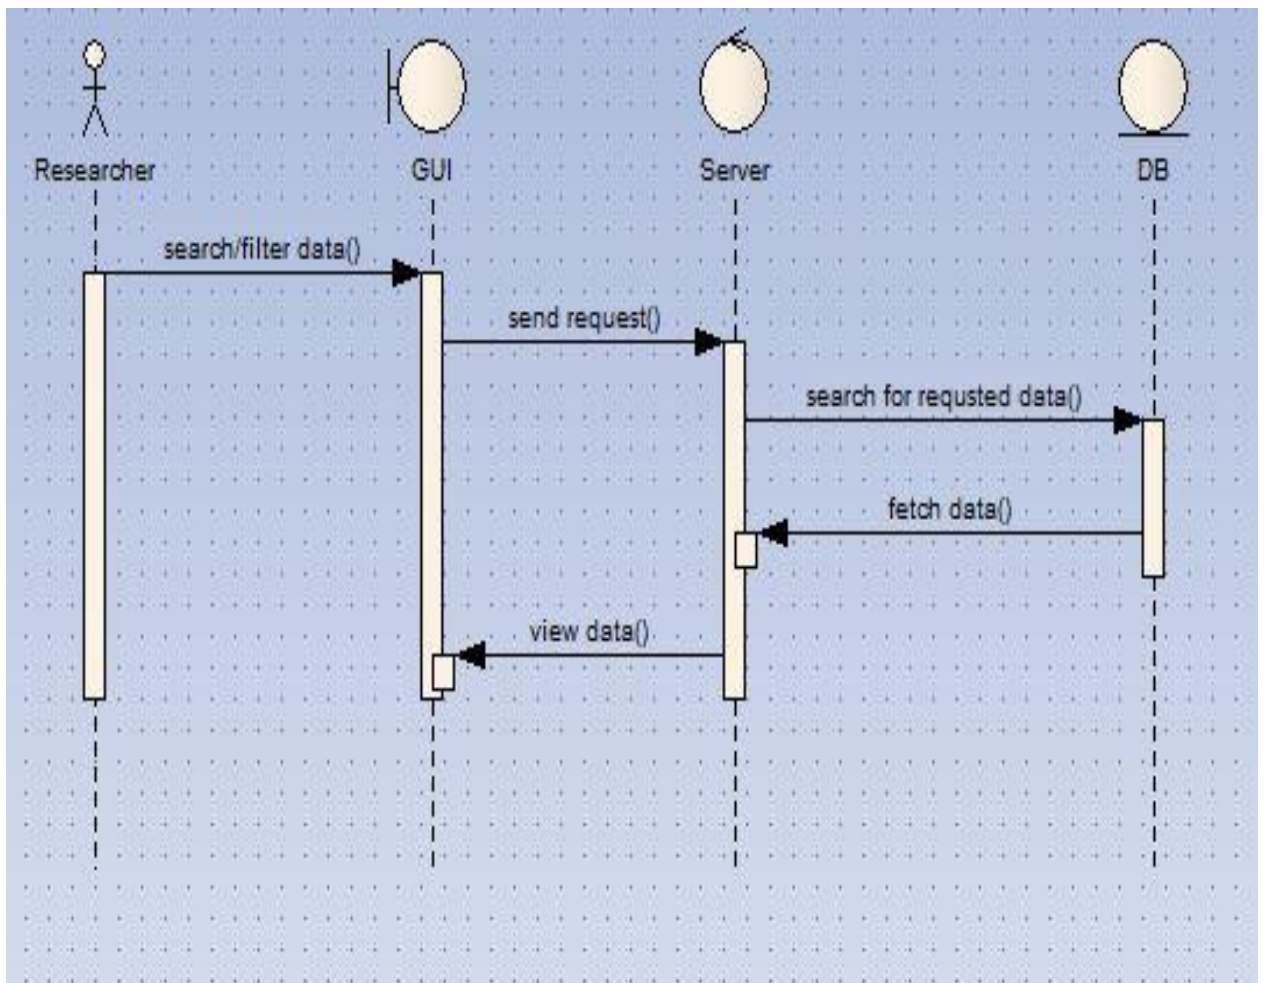 Researcher
GUI
Server
DB
search/filter data()
send request()
search for requsted data()
fetch data()
view data()